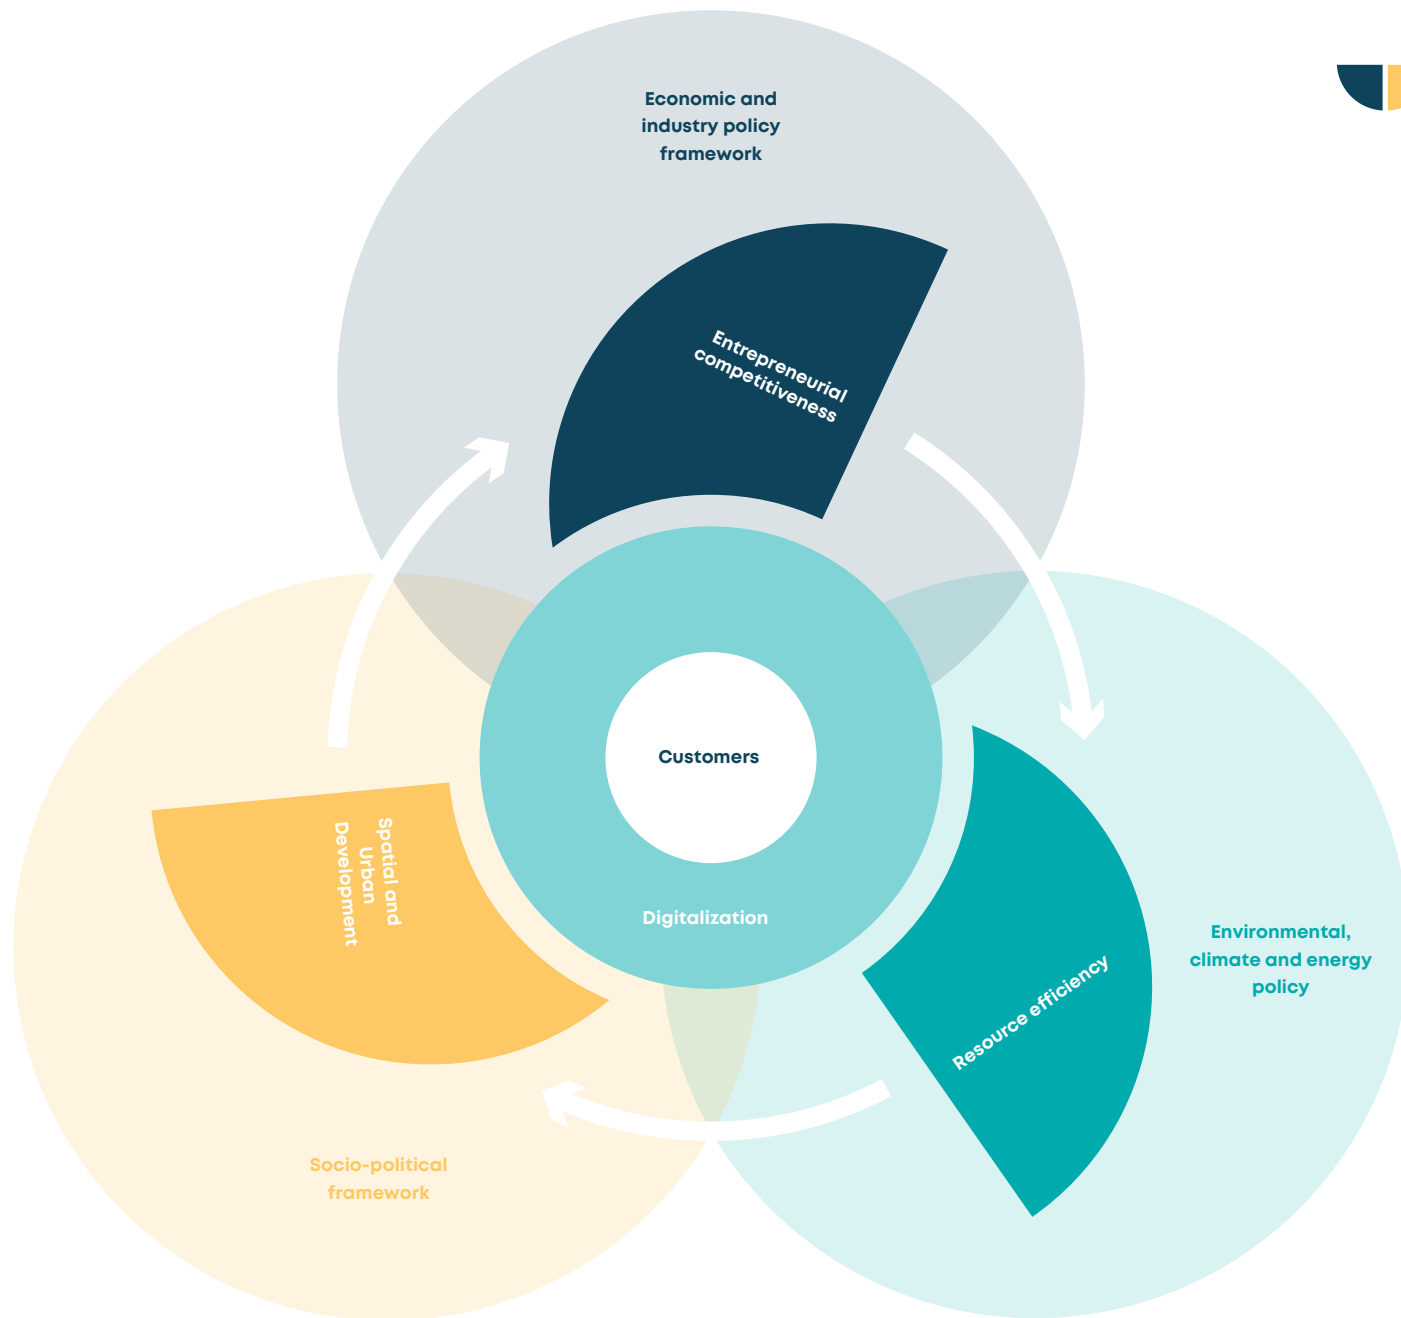 Economic and
industry policy
framework
Entrepreneurial
competitiveness
Customers
Digitalization
Spatial and
Urban
Development
Resource efficiency
Environmental,
climate and energy
policy
Socio-political
framework